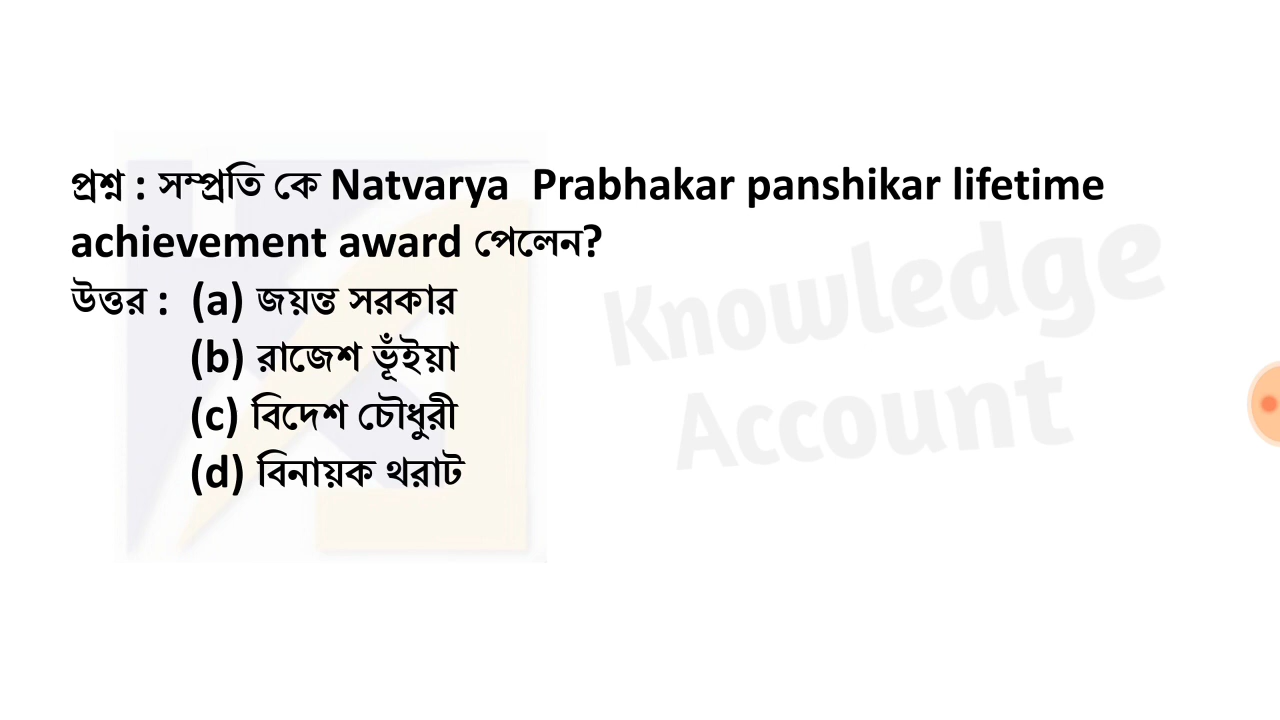 প্রশ্ন : সম্প্রতি কে Natvarya Prabhakar panshikar lifetime
achievement award পেলেন?
উত্তর : (a) জয়ন্ত সরকার
(b) রাজেশ ভূঁইয়া
(c) বিদেশ চৌধুরী
(d) বিনায়ক থরাট
Knowledge
Account